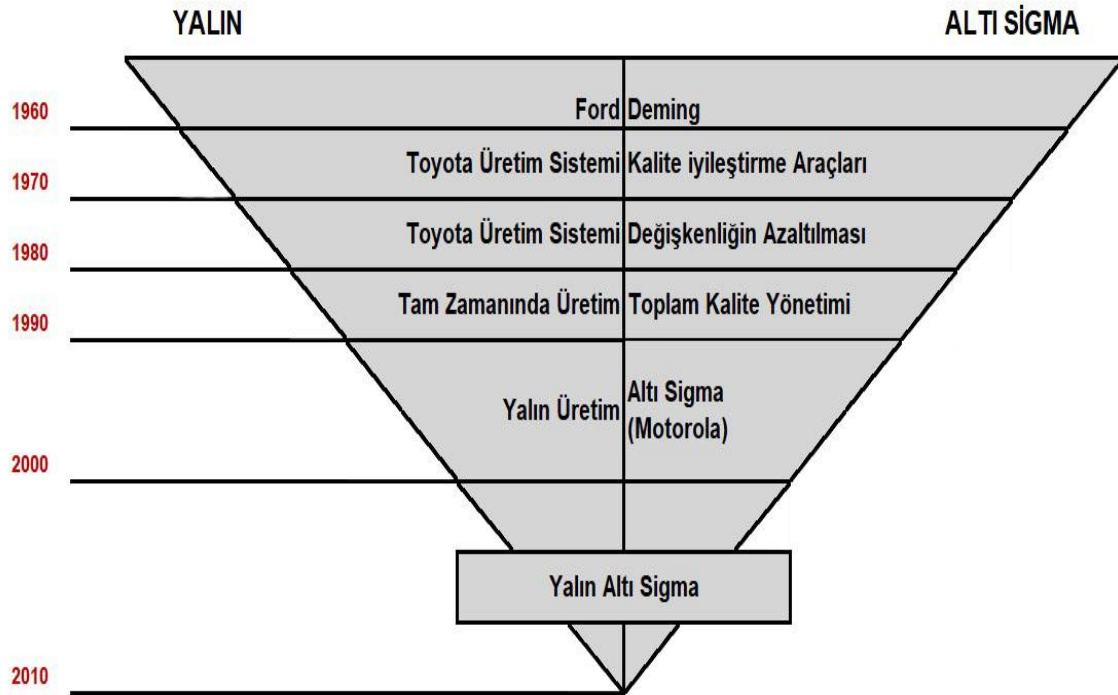 YALIN
ALTI SİGMA
1960
Ford Deming
Toyota Üretim Sistemi Kalite iyileştirme Araçları
1970
Toyota Üretim Sistemi Değişkenliğin Azaltılması
1980
Tam Zamanında Üretim Toplam Kalite Yönetimi
1990
Yalın Üretim
Altı Sigma
(Motorola)
2000
Yalın Altı Sigma
2010